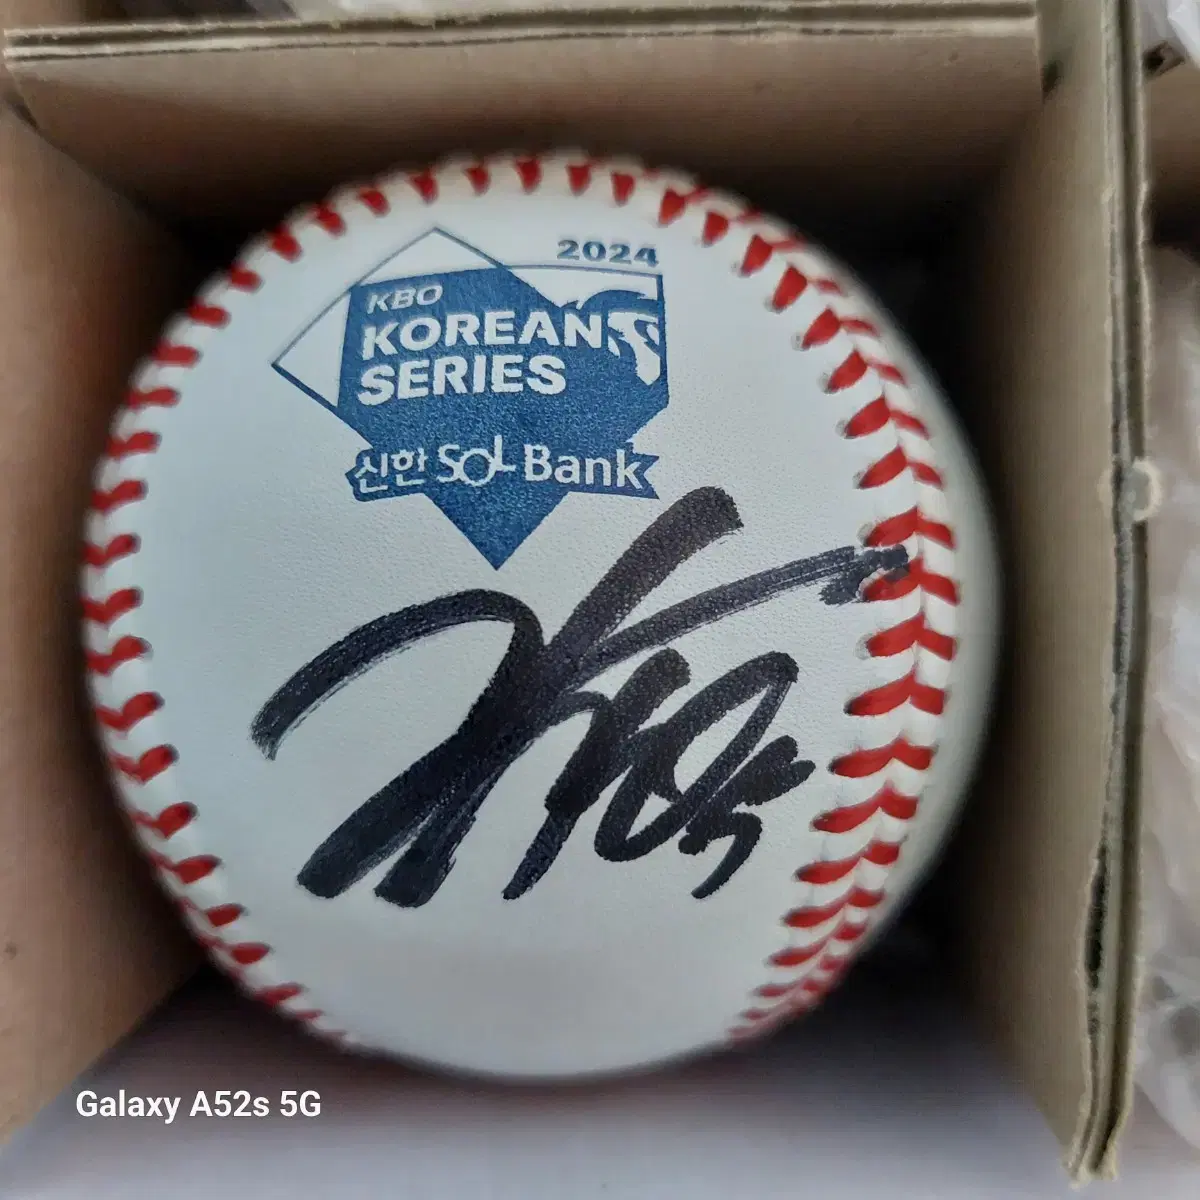 2024
KBO
KOREAN
SERIES
신한 SOL Bank
Galaxy A52s 5G